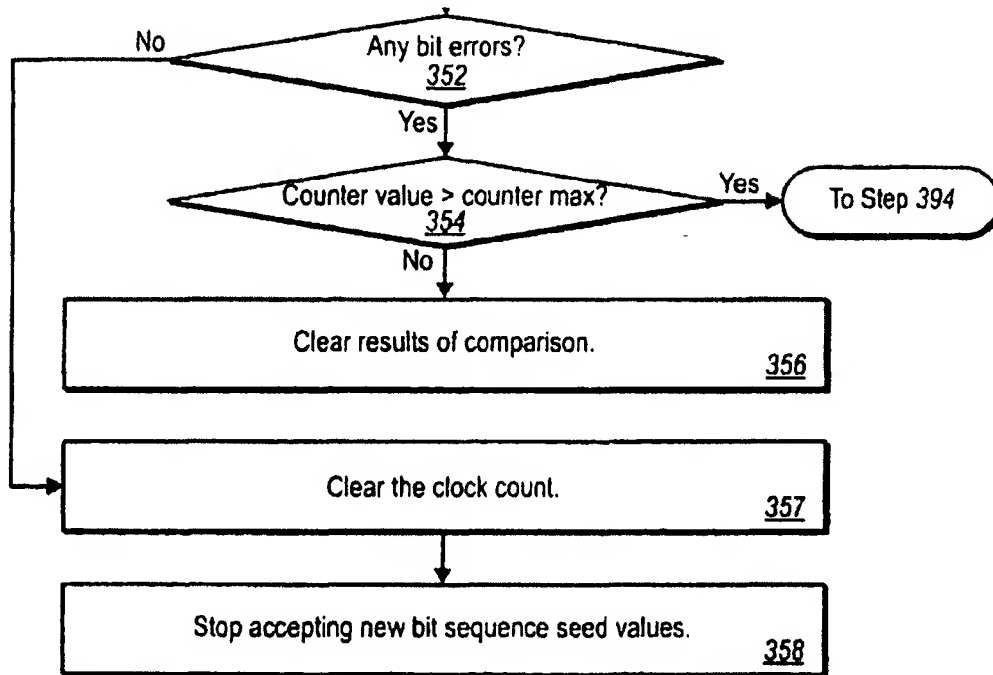 No
Any bit errors?
352
Yes
Counter value > counter max?
354
Yes
To Step 394
No
Clear results of comparison.
356
Clear the clock count.
357
Stop accepting new bit sequence seed values.
358